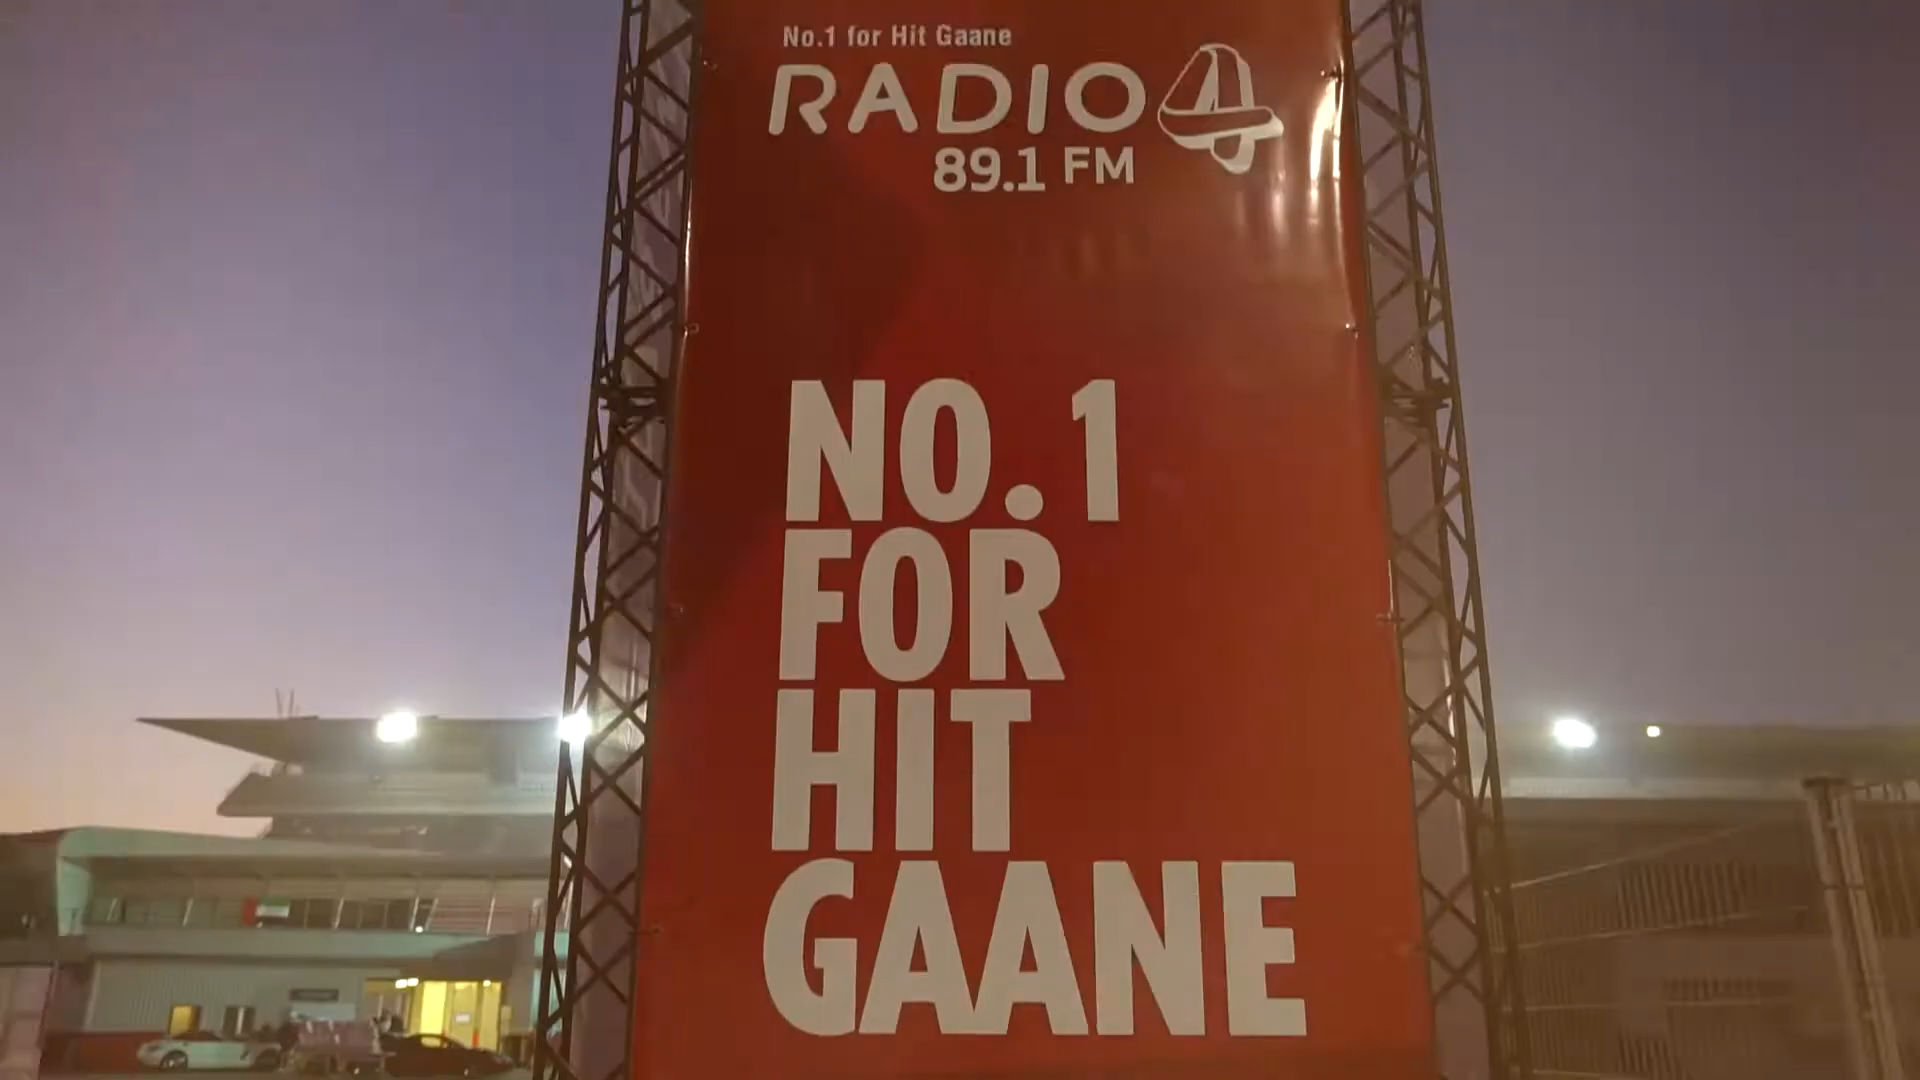 No.1 for Hit Gaane
RADIO 4
89.1 FM
NO. 1
FOR
HIT
GAANE